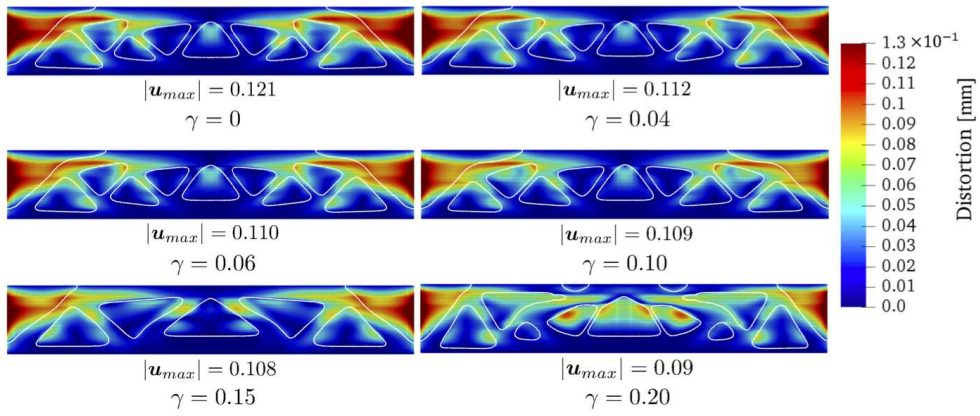 |u_max| = 0.121
γ = 0
|u_max| = 0.112
γ = 0.04
|u_max| = 0.110
γ = 0.06
|u_max| = 0.109
γ = 0.10
|u_max| = 0.108
γ = 0.15
|u_max| = 0.09
γ = 0.20
1.3 ×10⁻¹
0.12
0.11
0.1
0.09
0.08
0.07
0.06
0.05
0.04
0.03
0.02
0.01
0.0
Distortion [mm]